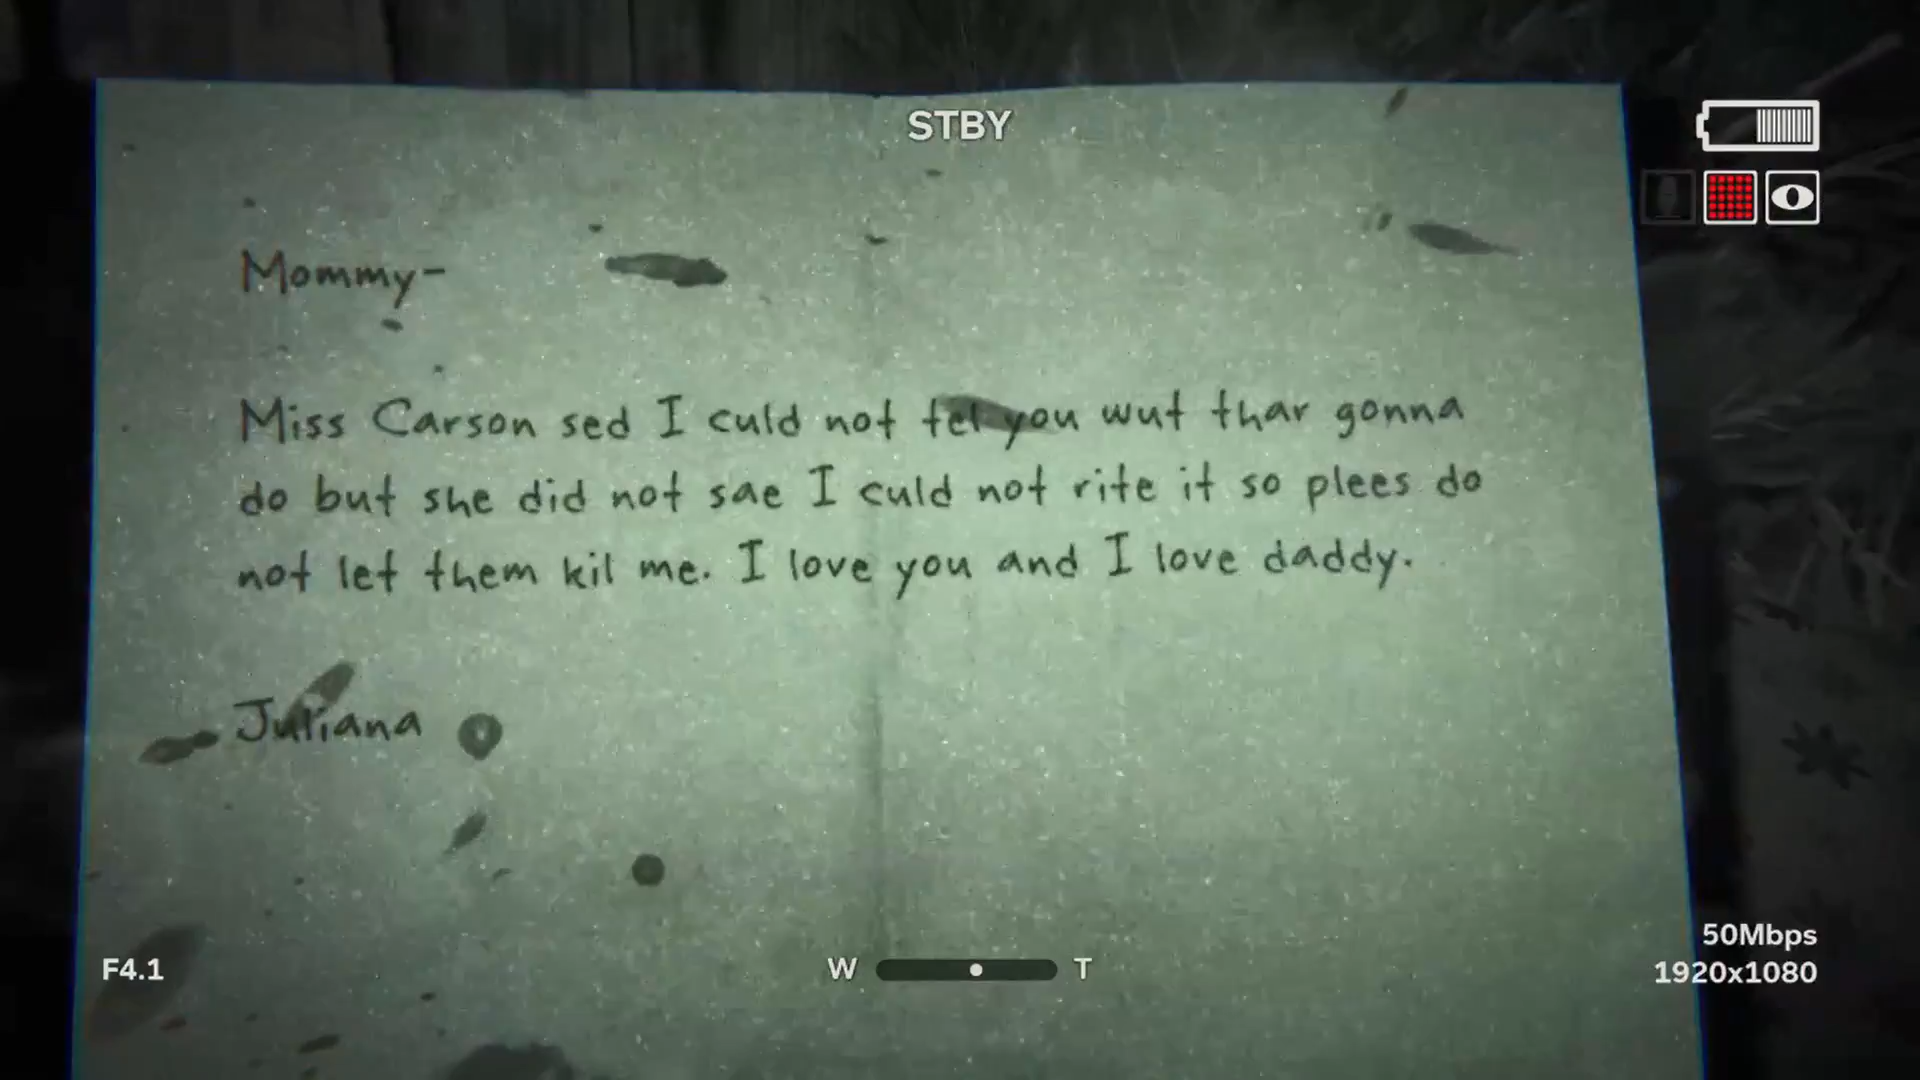 STBY
Mommy-
Miss Carson sed I culd not tel you wut thar gonna
do but she did not sae I culd not rite it so plees do
not let them kil me. I love you and I love daddy.
Juliana
F4.1
W T
50Mbps
1920x1080